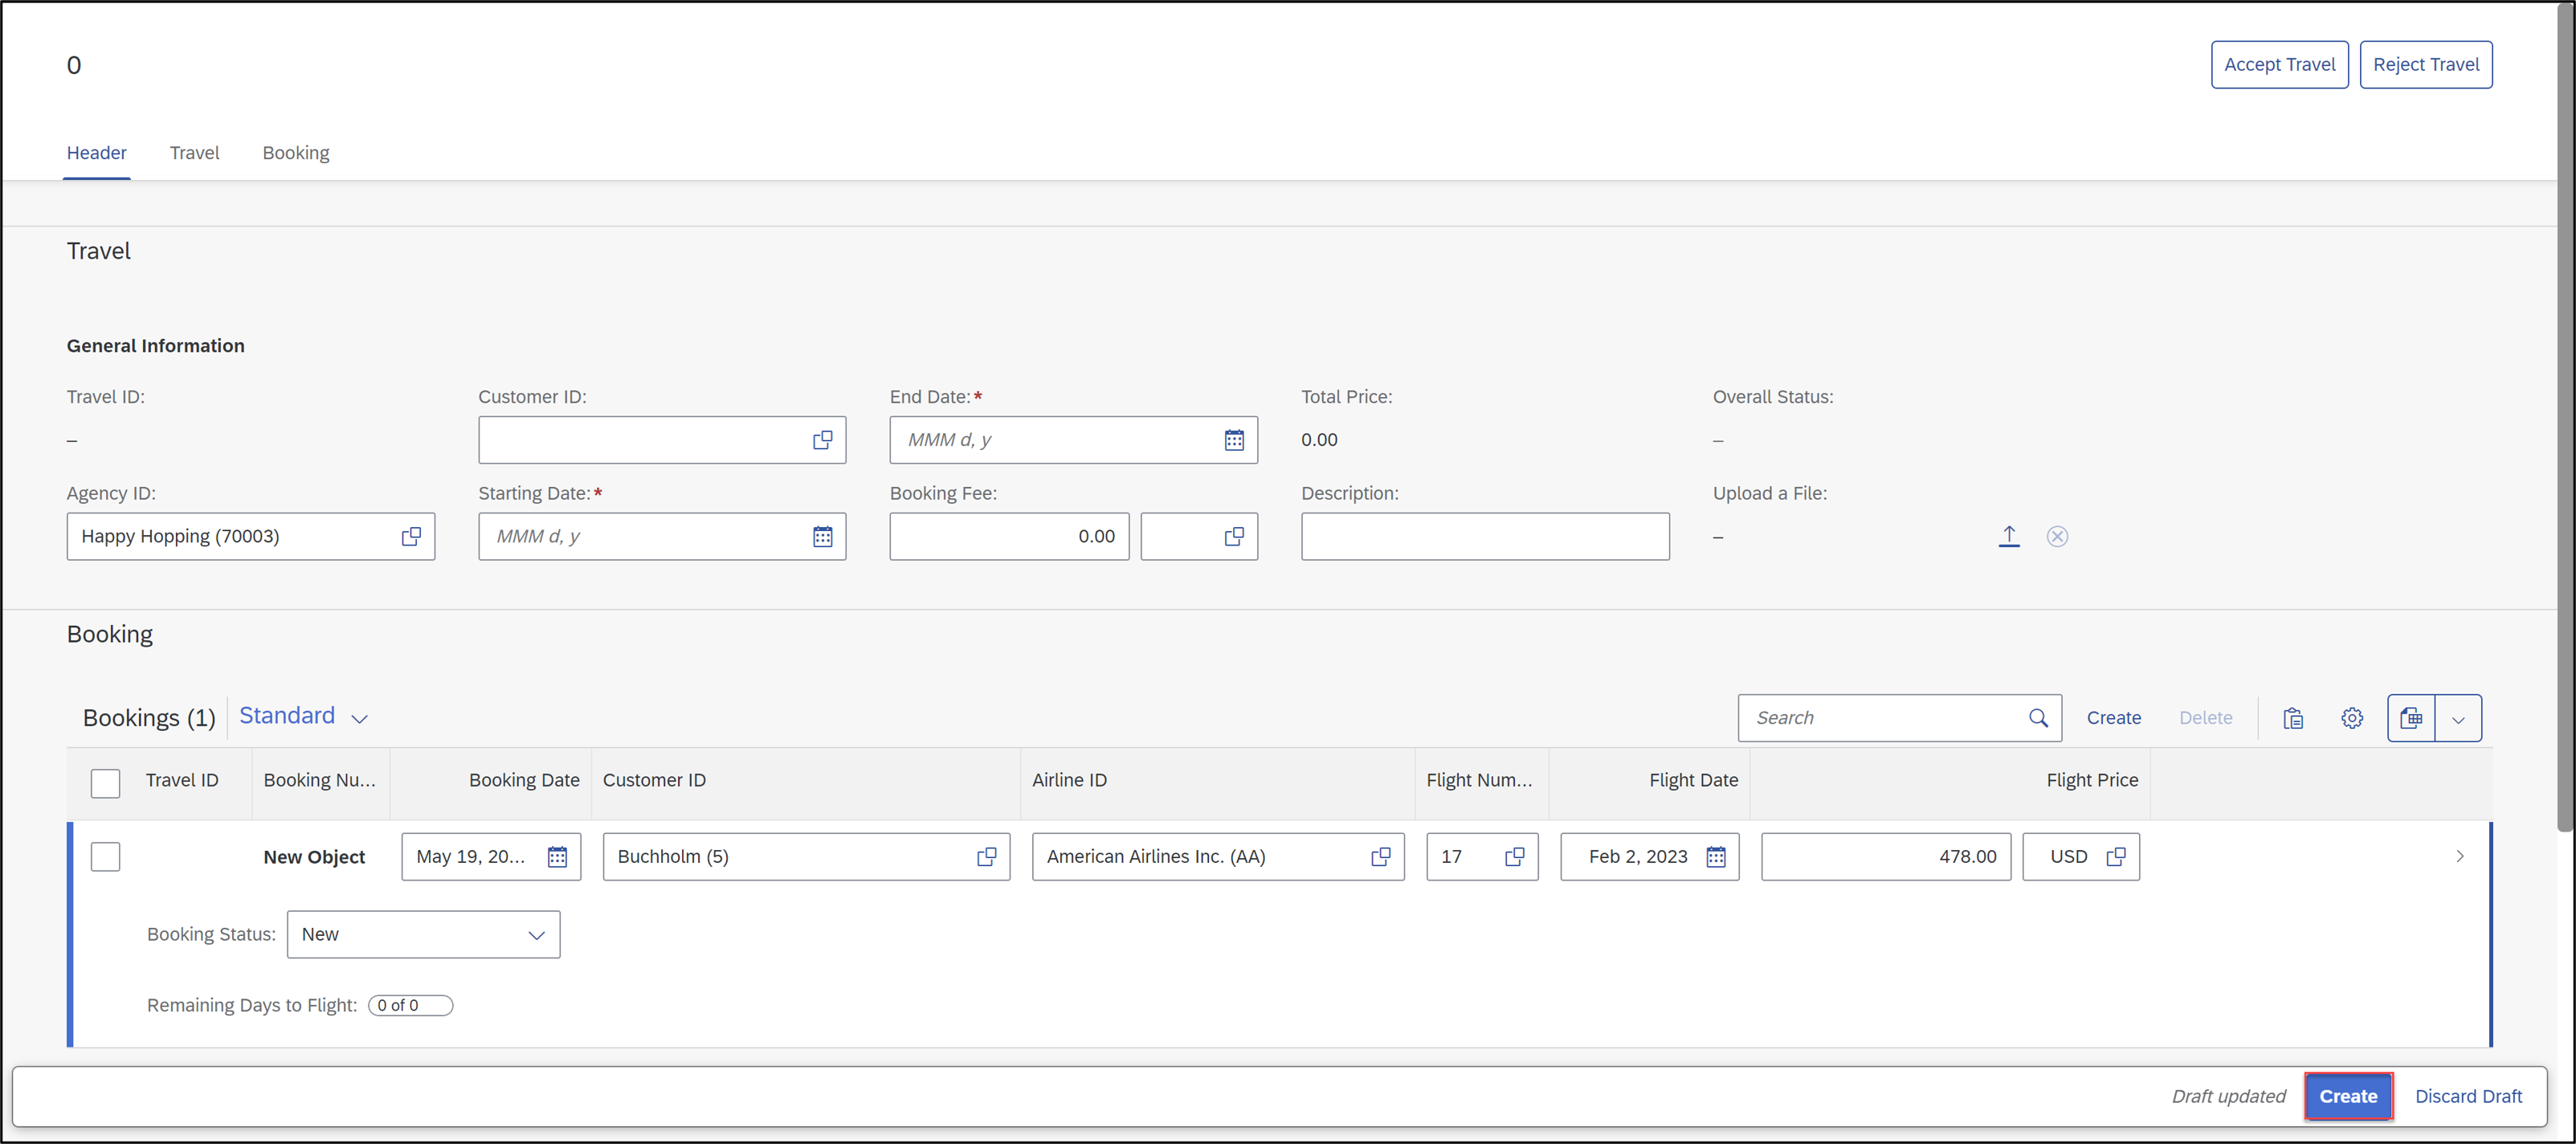 0
Accept Travel Reject Travel
Header Travel Booking
Travel
General Information
Travel ID: Customer ID: End Date:* Total Price: Overall Status:
– MMM d, y 0.00 –
Agency ID: Starting Date:* Booking Fee: Description: Upload a File:
Happy Hopping (70003) MMM d, y 0.00 –
Booking
Bookings (1) Standard Search Create Delete
Travel ID Booking Nu... Booking Date Customer ID Airline ID Flight Num... Flight Date Flight Price
New Object May 19, 20... Buchholm (5) American Airlines Inc. (AA) 17 Feb 2, 2023 478.00 USD
Booking Status: New
Remaining Days to Flight: 0 of 0
Draft updated Create Discard Draft